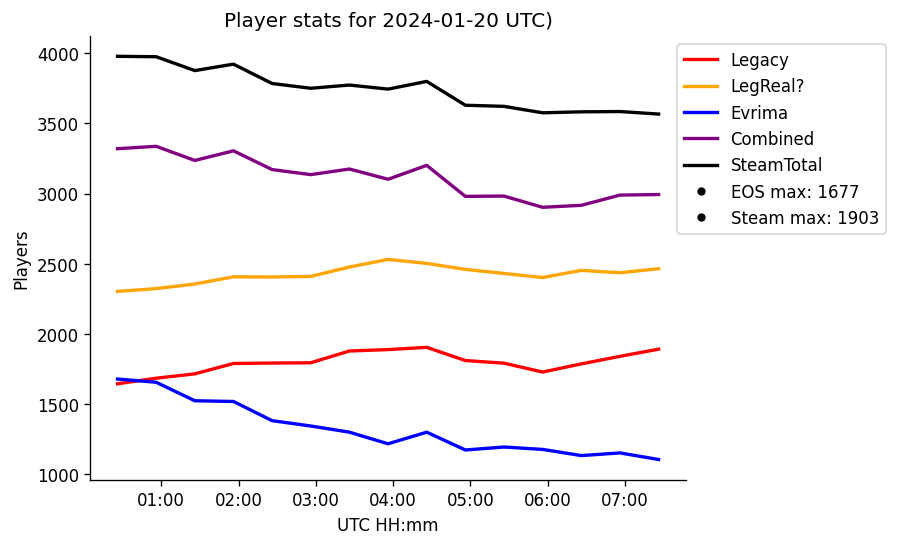 Player stats for 2024-01-20 UTC)
4000
3500
3000
2500
2000
1500
1000
Players
01:00 02:00 03:00 04:00 05:00 06:00 07:00
UTC HH:mm
Legacy
LegReal?
Evrima
Combined
SteamTotal
EOS max: 1677
Steam max: 1903